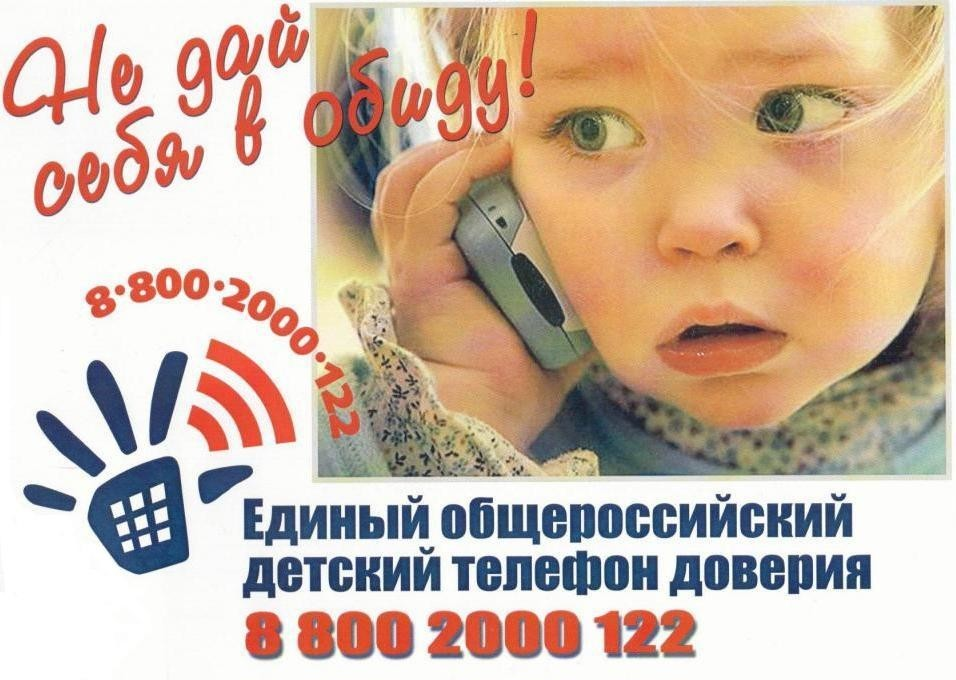 Не дай
себя в обиду!
8·800·2000·122
Единый общероссийский
детский телефон доверия
8 800 2000 122